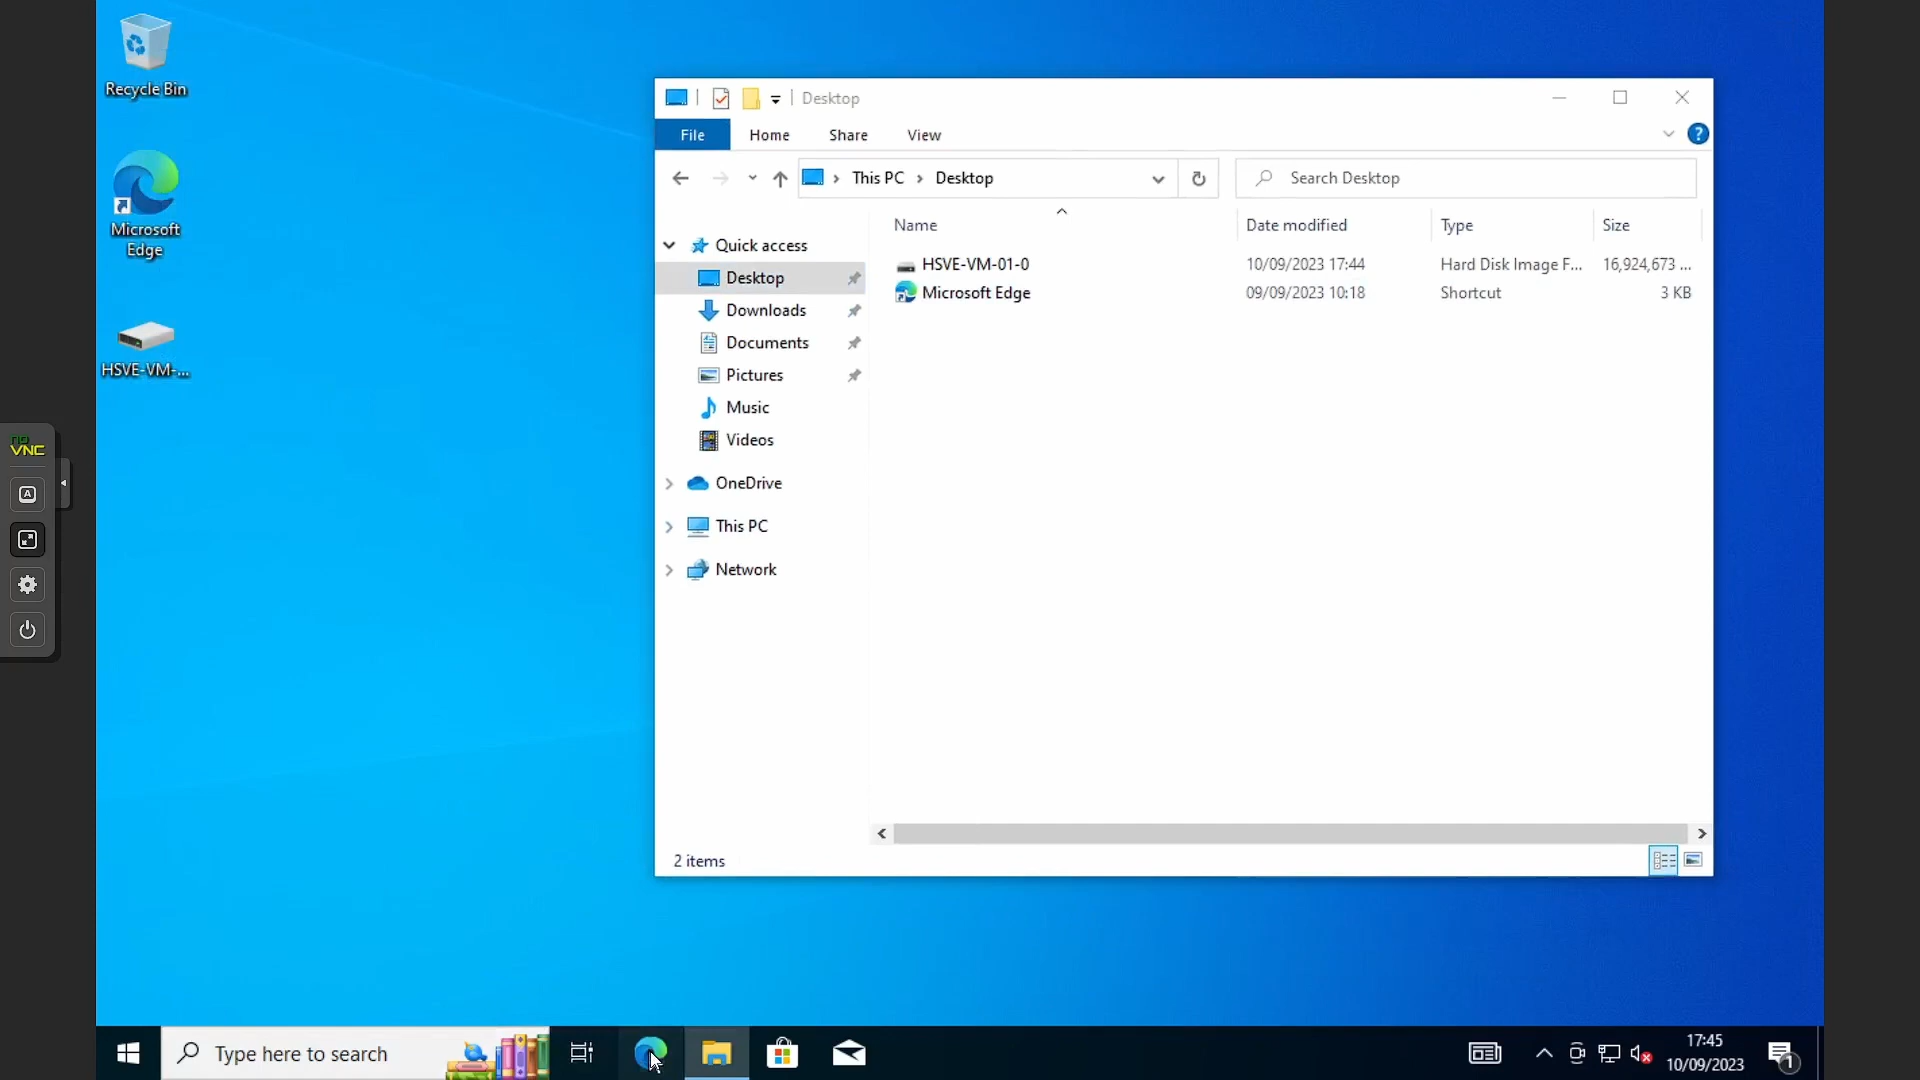 Recycle Bin
Microsoft
Edge
HSVE-VM-...
no
VNC
A
Desktop
File
Home
Share
View
?
This PC
Desktop
Search Desktop
Name
Date modified
Type
Size
HSVE-VM-01-0
10/09/2023 17:44
Hard Disk Image F...
16,924,673 ...
Microsoft Edge
09/09/2023 10:18
Shortcut
3 KB
Quick access
Desktop
Downloads
Documents
Pictures
Music
Videos
OneDrive
This PC
Network
2 items
Type here to search
17:45
10/09/2023
1